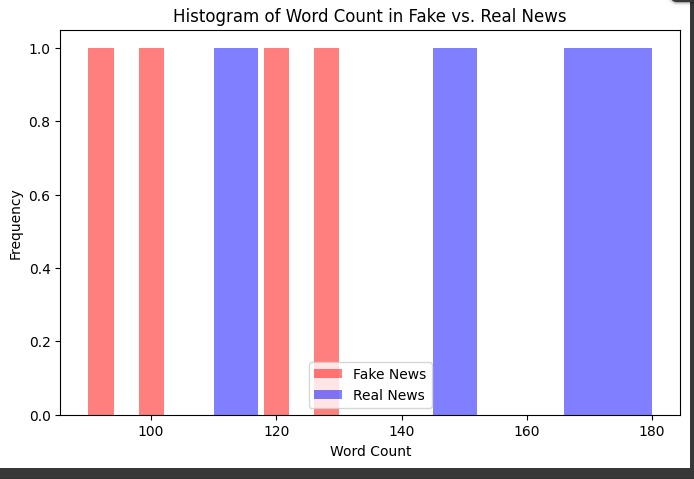 Histogram of Word Count in Fake vs. Real News
1.0
0.8
0.6
0.4
0.2
0.0
Frequency
Fake News
Real News
100 120 140 160 180
Word Count